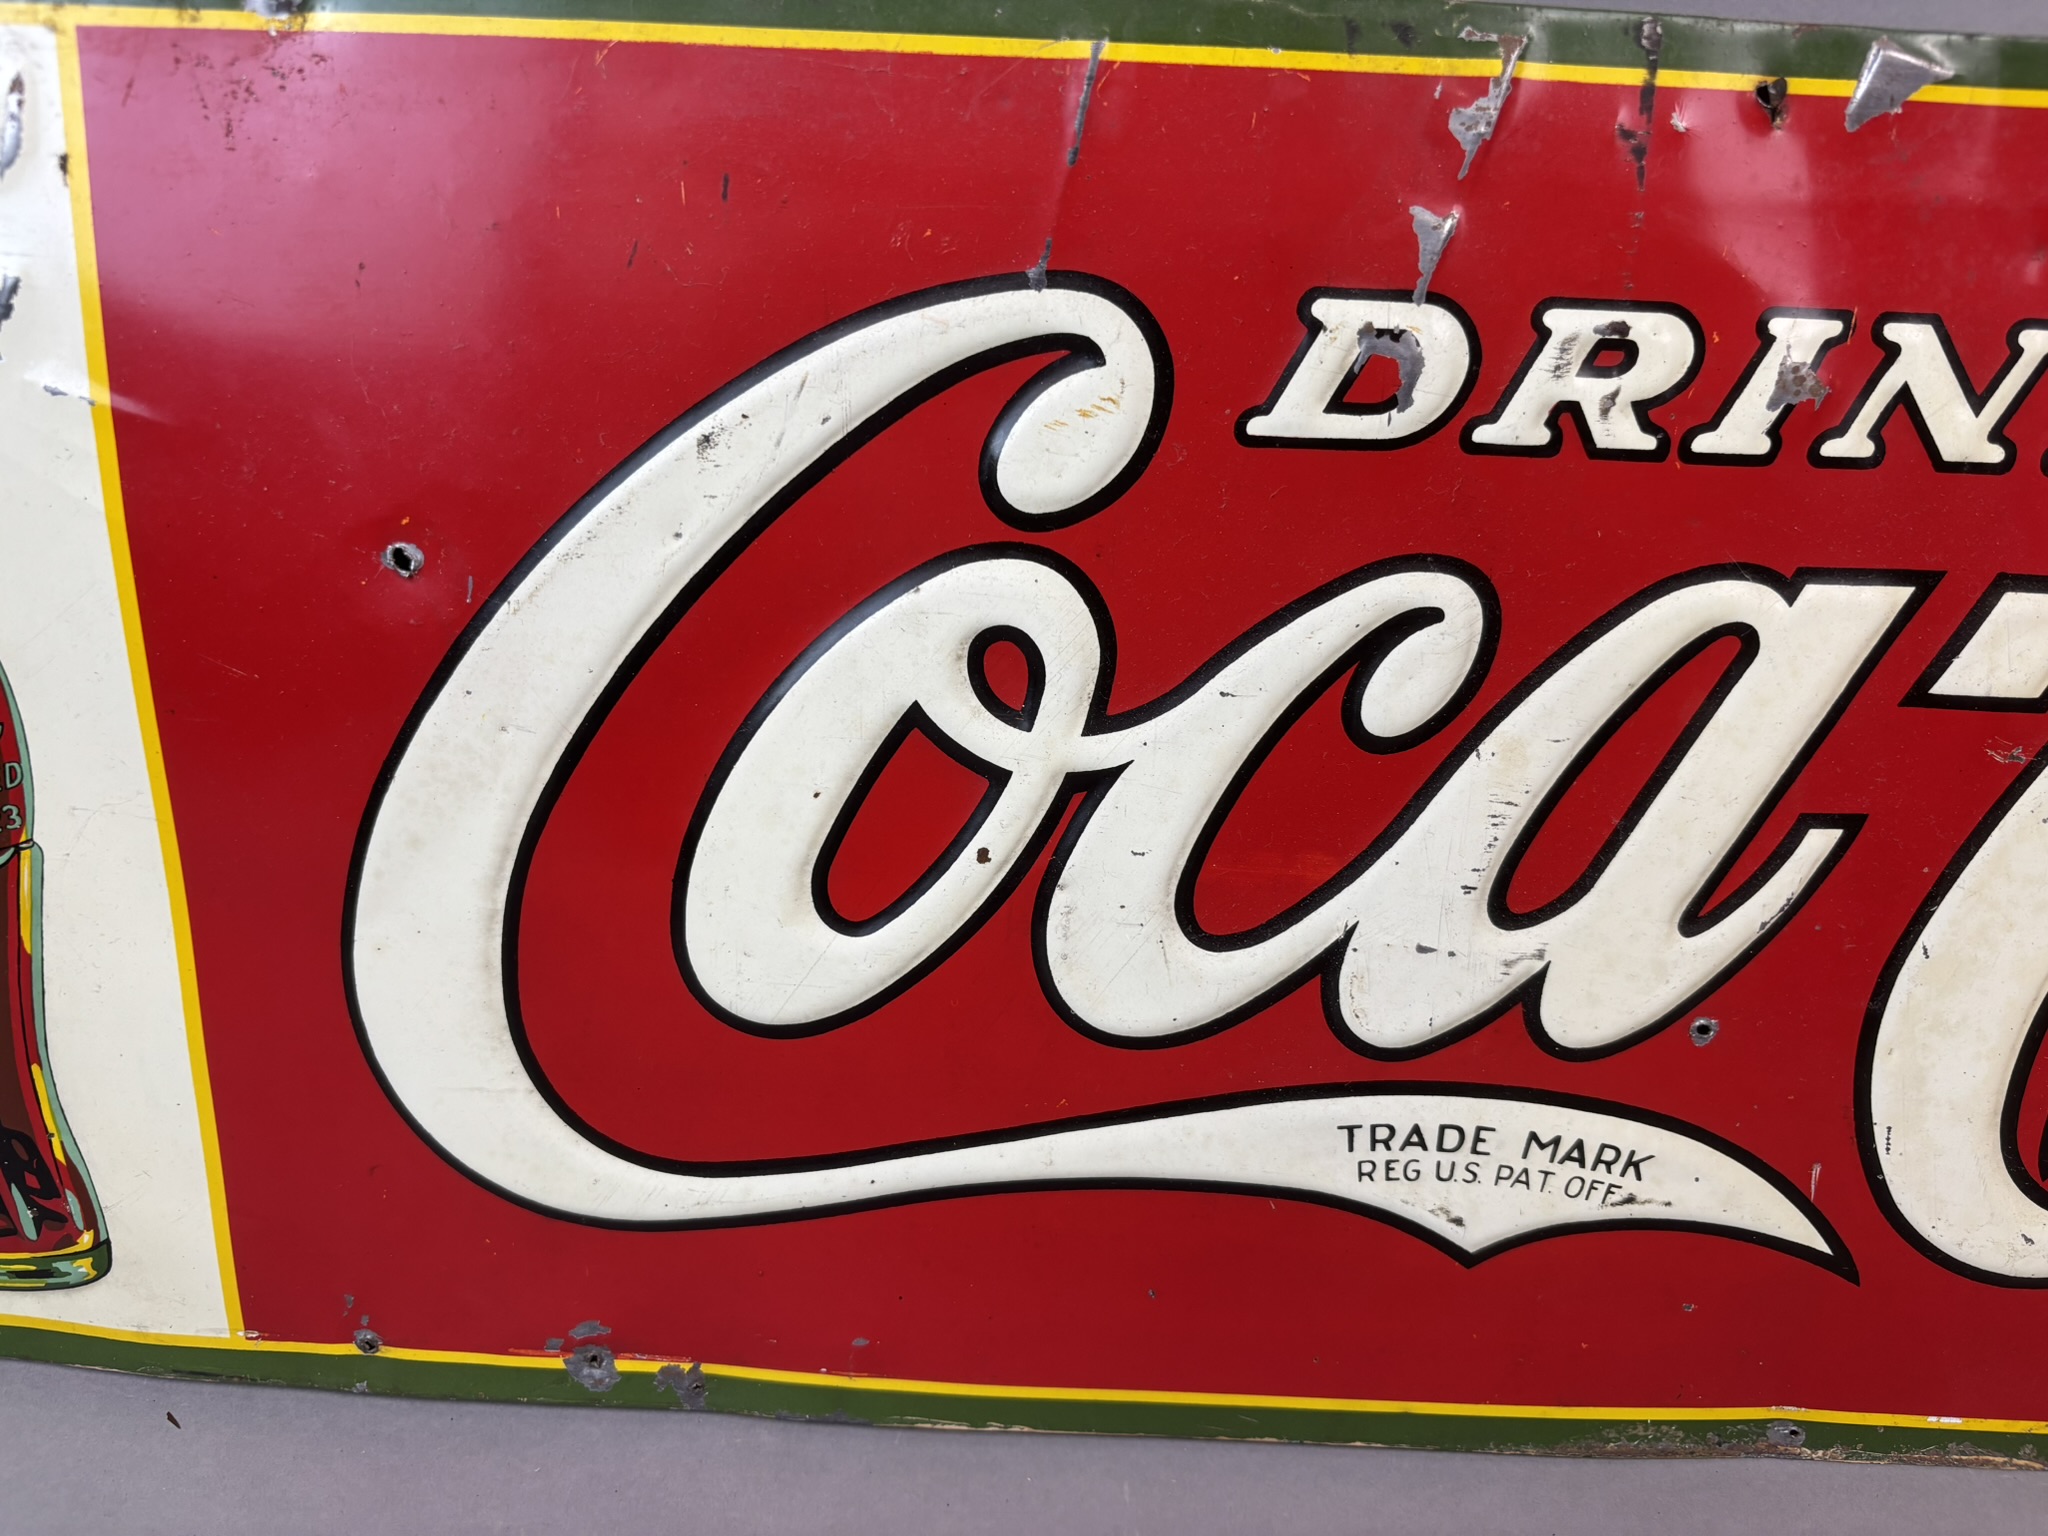 DRIN
Coca
TRADE MARK
REG U.S. PAT. OFF.